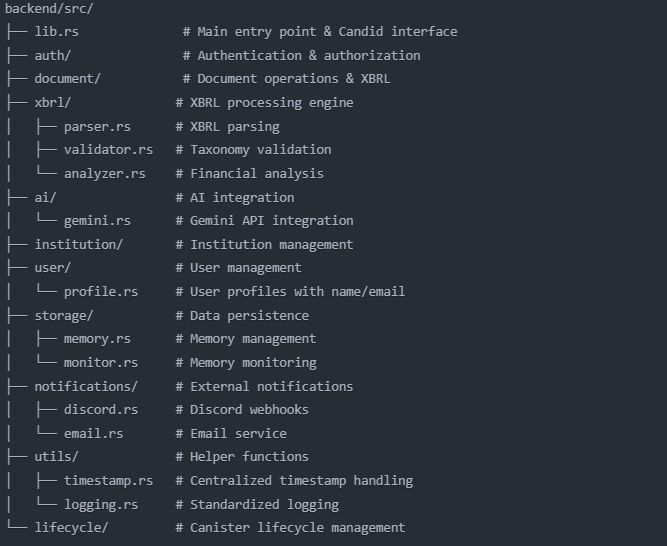 backend/src/
├── lib.rs              # Main entry point & Candid interface
├── auth/               # Authentication & authorization
├── document/           # Document operations & XBRL
├── xbrl/              # XBRL processing engine
│   ├── parser.rs      # XBRL parsing
│   ├── validator.rs   # Taxonomy validation
│   └── analyzer.rs    # Financial analysis
├── ai/                # AI integration
│   └── gemini.rs      # Gemini API integration
├── institution/       # Institution management
├── user/              # User management
│   └── profile.rs     # User profiles with name/email
├── storage/           # Data persistence
│   ├── memory.rs      # Memory management
│   └── monitor.rs     # Memory monitoring
├── notifications/     # External notifications
│   ├── discord.rs     # Discord webhooks
│   └── email.rs       # Email service
├── utils/             # Helper functions
│   ├── timestamp.rs   # Centralized timestamp handling
│   └── logging.rs     # Standardized logging
└── lifecycle/         # Canister lifecycle management